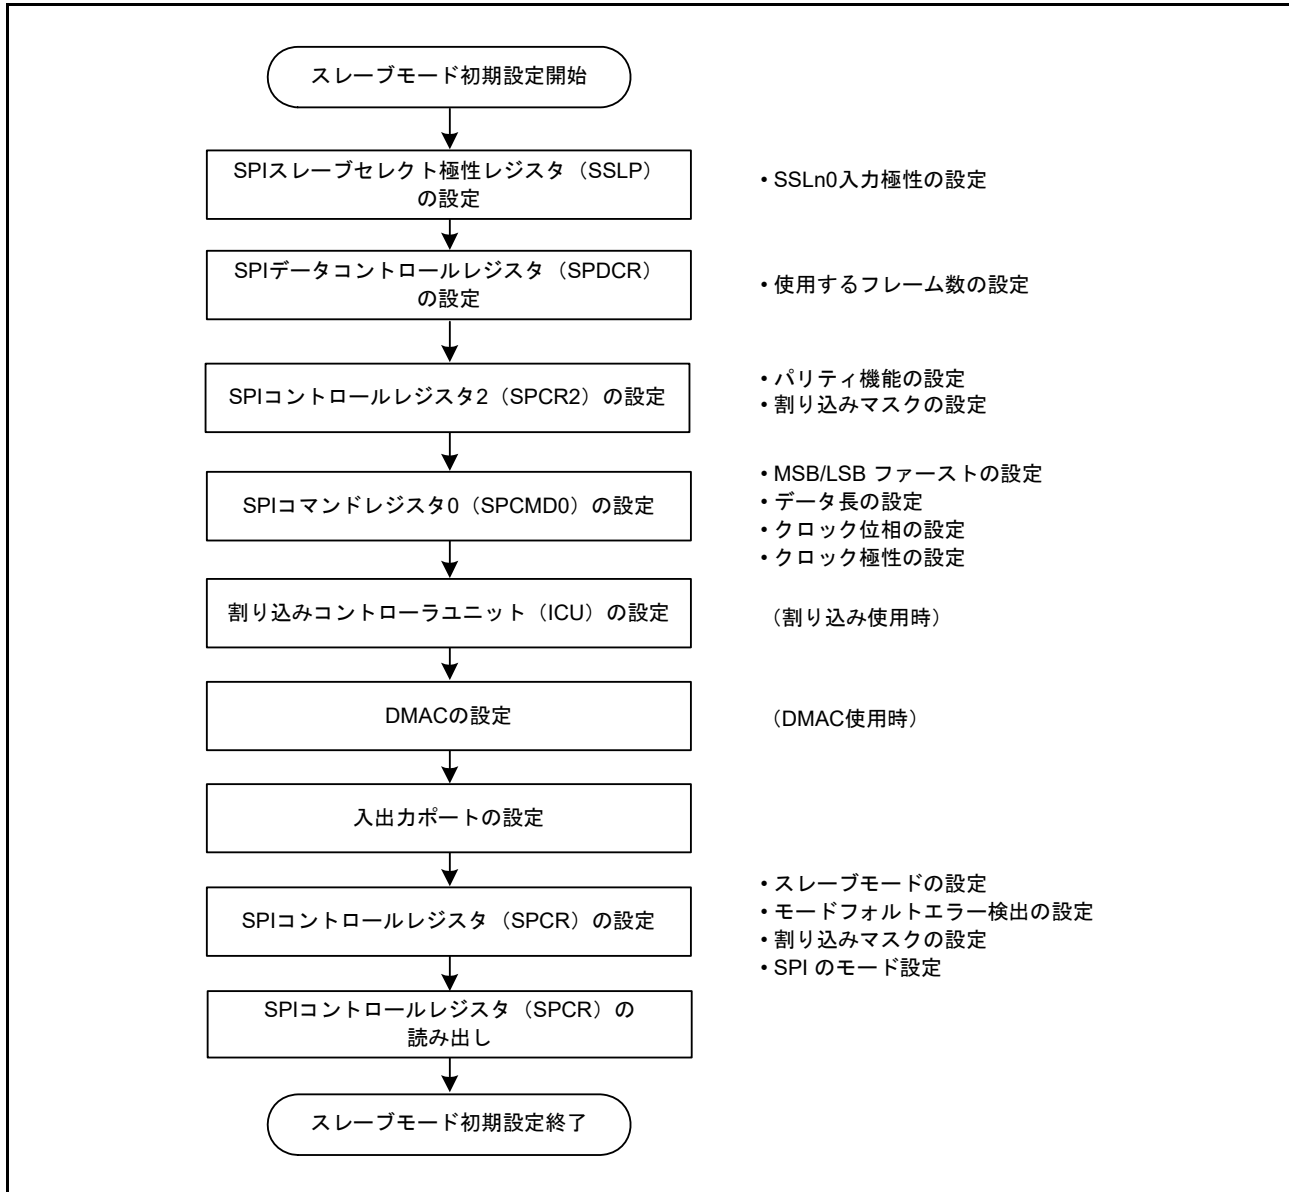 スレーブモード初期設定開始
SPIスレーブセレクト極性レジスタ（SSLP）
の設定
• SSLn0入力極性の設定
SPIデータコントロールレジスタ（SPDCR）
の設定
• 使用するフレーム数の設定
SPIコントロールレジスタ2（SPCR2）の設定
• パリティ機能の設定
• 割り込みマスクの設定
SPIコマンドレジスタ0（SPCMD0）の設定
• MSB/LSB ファーストの設定
• データ長の設定
• クロック位相の設定
• クロック極性の設定
割り込みコントローラユニット（ICU）の設定
（割り込み使用時）
DMACの設定
（DMAC使用時）
入出力ポートの設定
SPIコントロールレジスタ（SPCR）の設定
• スレーブモードの設定
• モードフォルトエラー検出の設定
• 割り込みマスクの設定
• SPI のモード設定
SPIコントロールレジスタ（SPCR）の
読み出し
スレーブモード初期設定終了